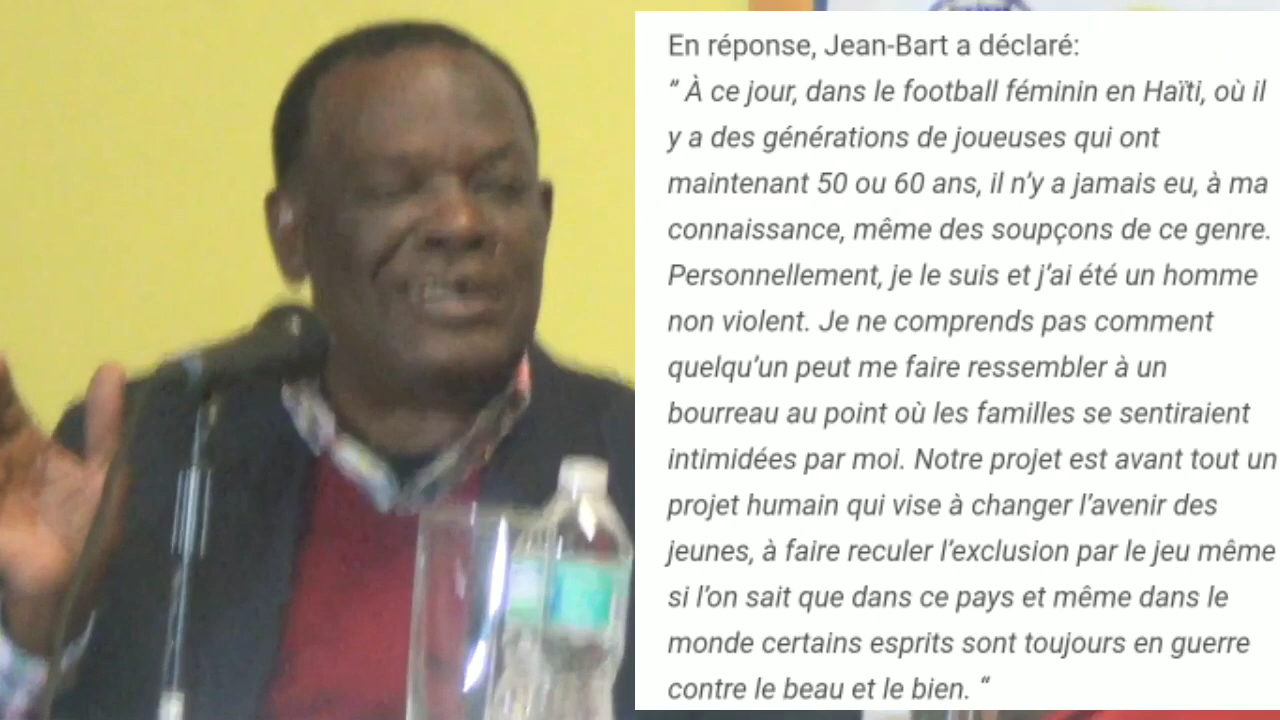 En réponse, Jean-Bart a déclaré:
” À ce jour, dans le football féminin en Haïti, où il
y a des générations de joueuses qui ont
maintenant 50 ou 60 ans, il n’y a jamais eu, à ma
connaissance, même des soupçons de ce genre.
Personnellement, je le suis et j’ai été un homme
non violent. Je ne comprends pas comment
quelqu’un peut me faire ressembler à un
bourreau au point où les familles se sentiraient
intimidées par moi. Notre projet est avant tout un
projet humain qui vise à changer l’avenir des
jeunes, à faire reculer l’exclusion par le jeu même
si l’on sait que dans ce pays et même dans le
monde certains esprits sont toujours en guerre
contre le beau et le bien. “